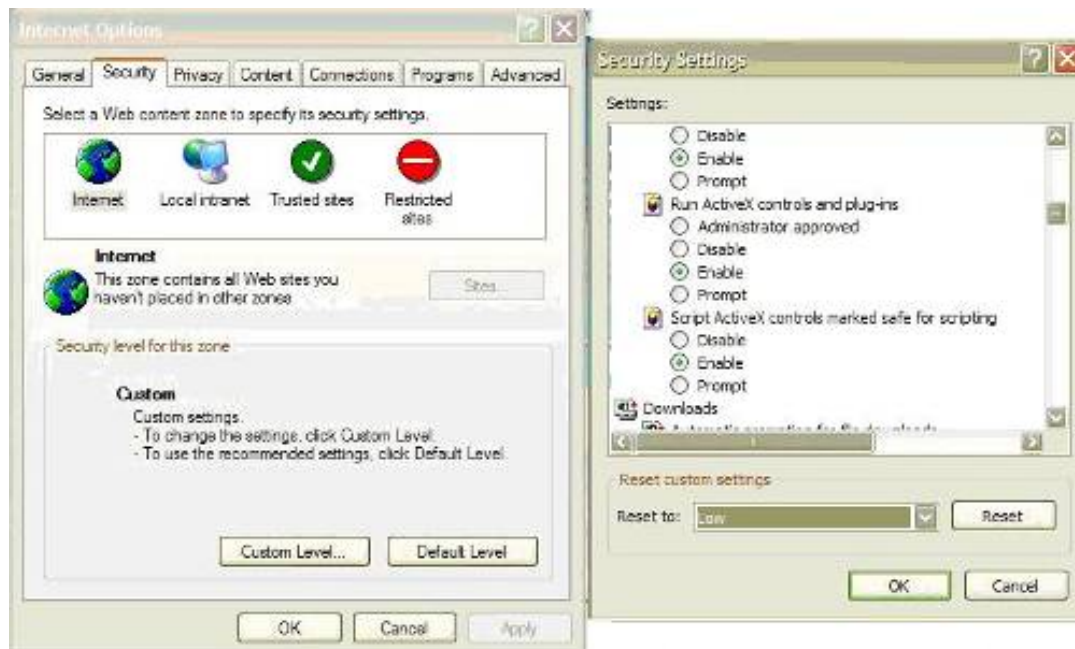 Internet Options
General Security Privacy Content Connections Programs Advanced
Select a Web content zone to specify its security settings.
Internet Local intranet Trusted sites Restricted sites
Internet
This zone contains all Web sites you
haven't placed in other zones
Sites...
Security level for this zone
Custom
Custom settings.
- To change the settings, click Custom Level.
- To use the recommended settings, click Default Level.
Custom Level... Default Level
OK Cancel Apply
Security Settings
Settings:
Disable
Enable
Prompt
Run ActiveX controls and plug-ins
Administrator approved
Disable
Enable
Prompt
Script ActiveX controls marked safe for scripting
Disable
Enable
Prompt
Downloads
Automatic prompting for file downloads
Reset custom settings
Reset to: Low Reset
OK Cancel